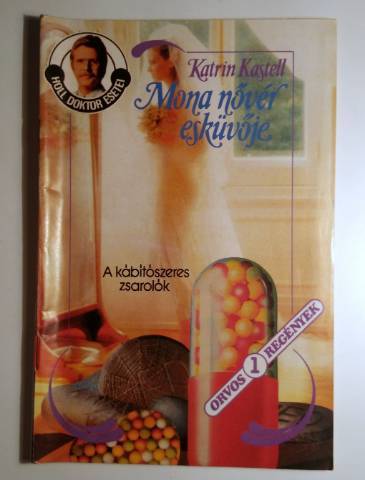 HOLL DOKTOR ESETEI
Katrin Kastell
Mona nővér
esküvője
A kábítószeres
zsarolók
ORVOS 1 REGÉNYEK